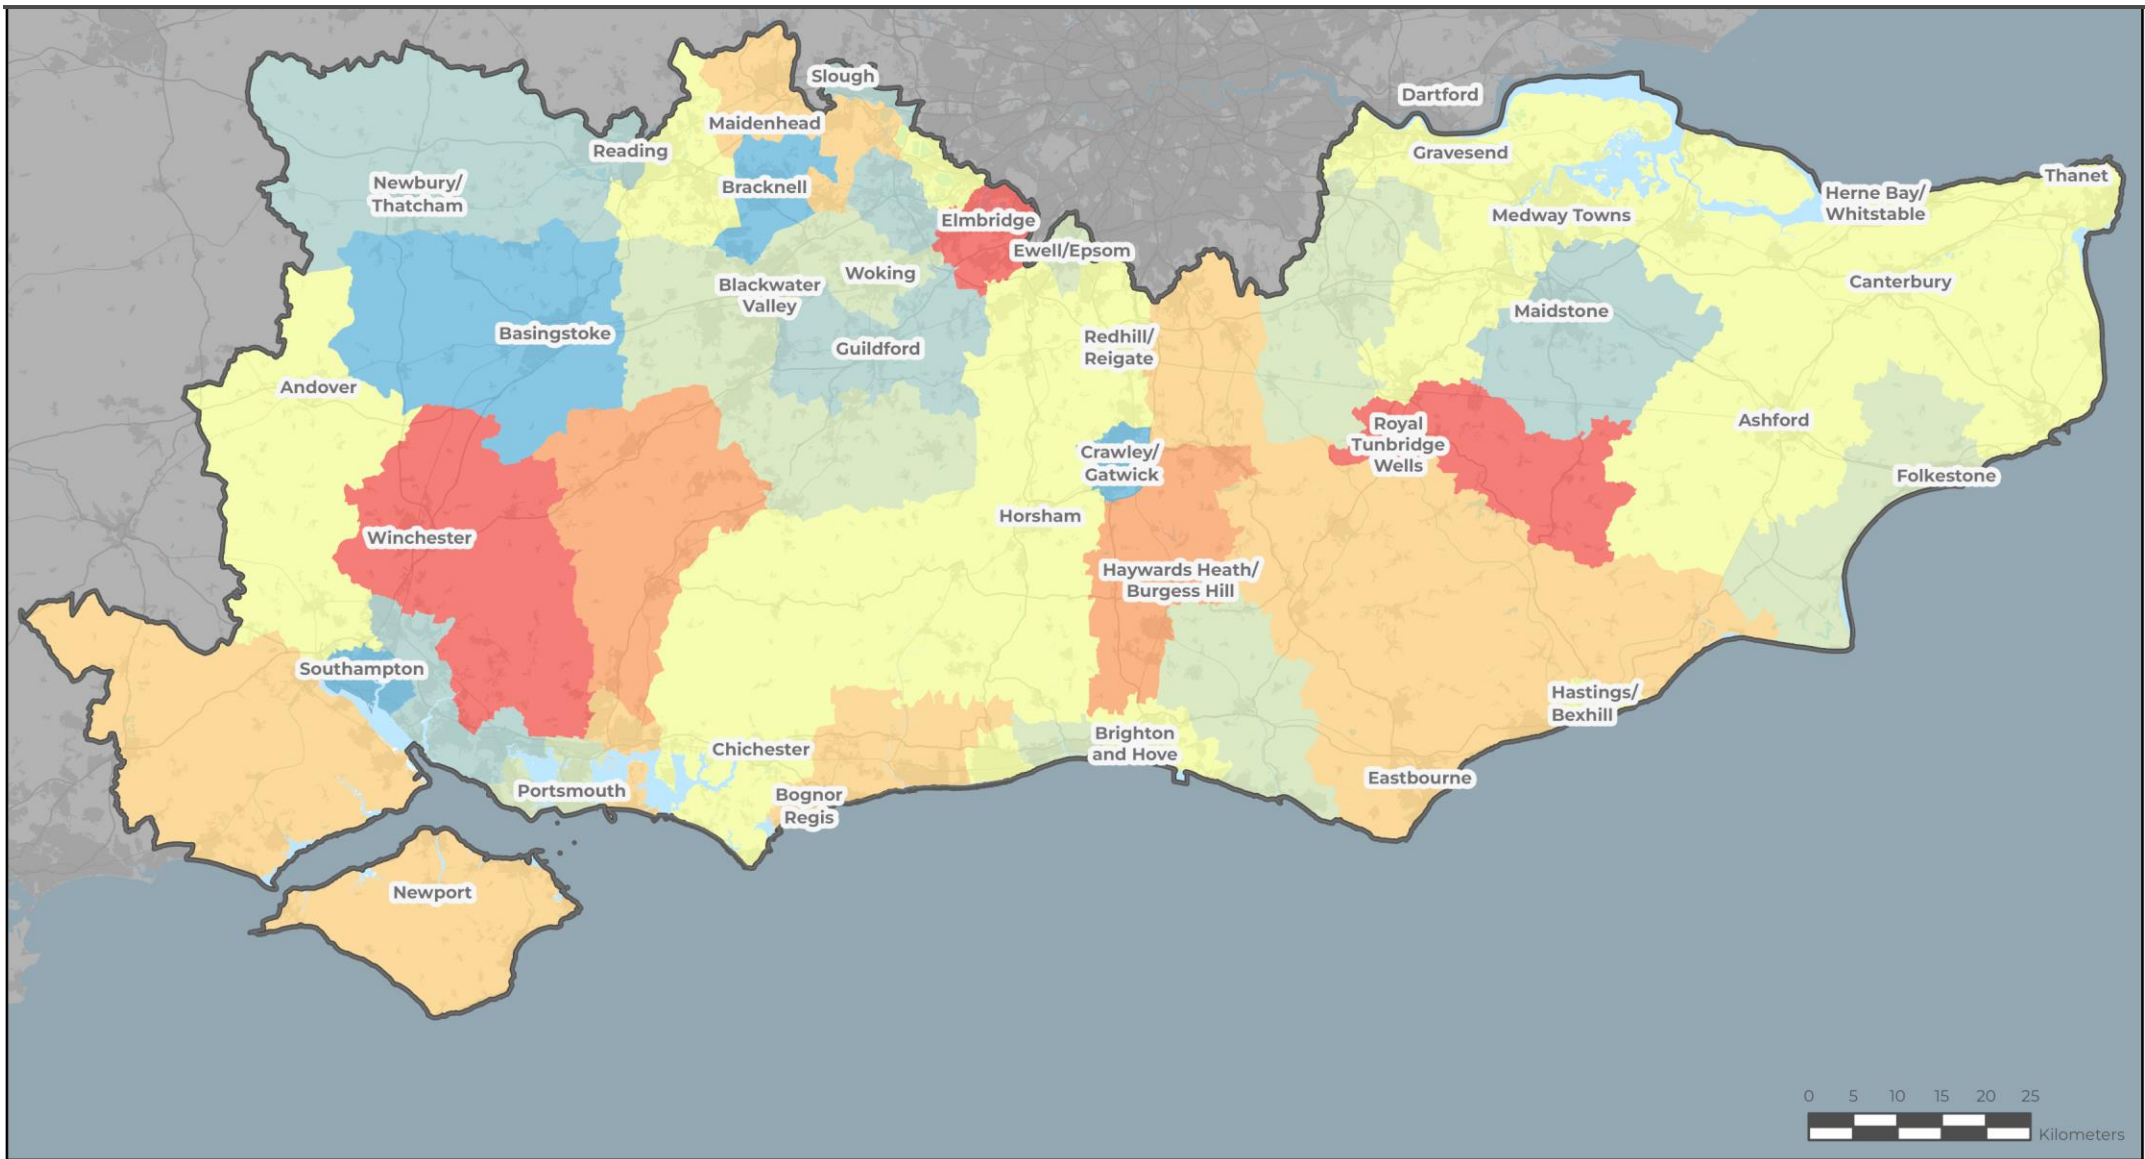 Slough
Dartford
Maidenhead
Reading
Gravesend
Thanet
Newbury/
Thatcham
Bracknell
Herne Bay/
Whitstable
Elmbridge
Medway Towns
Ewell/Epsom
Woking
Canterbury
Blackwater
Valley
Maidstone
Basingstoke
Redhill/
Reigate
Guildford
Andover
Ashford
Royal
Tunbridge
Wells
Crawley/
Gatwick
Folkestone
Horsham
Winchester
Haywards Heath/
Burgess Hill
Southampton
Hastings/
Bexhill
Brighton
and Hove
Chichester
Eastbourne
Portsmouth
Bognor
Regis
Newport
0 5 10 15 20 25
Kilometers